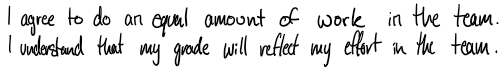 I agree to do an equal amount of work in the team.
I understand that my grade will reflect my effort in the team.